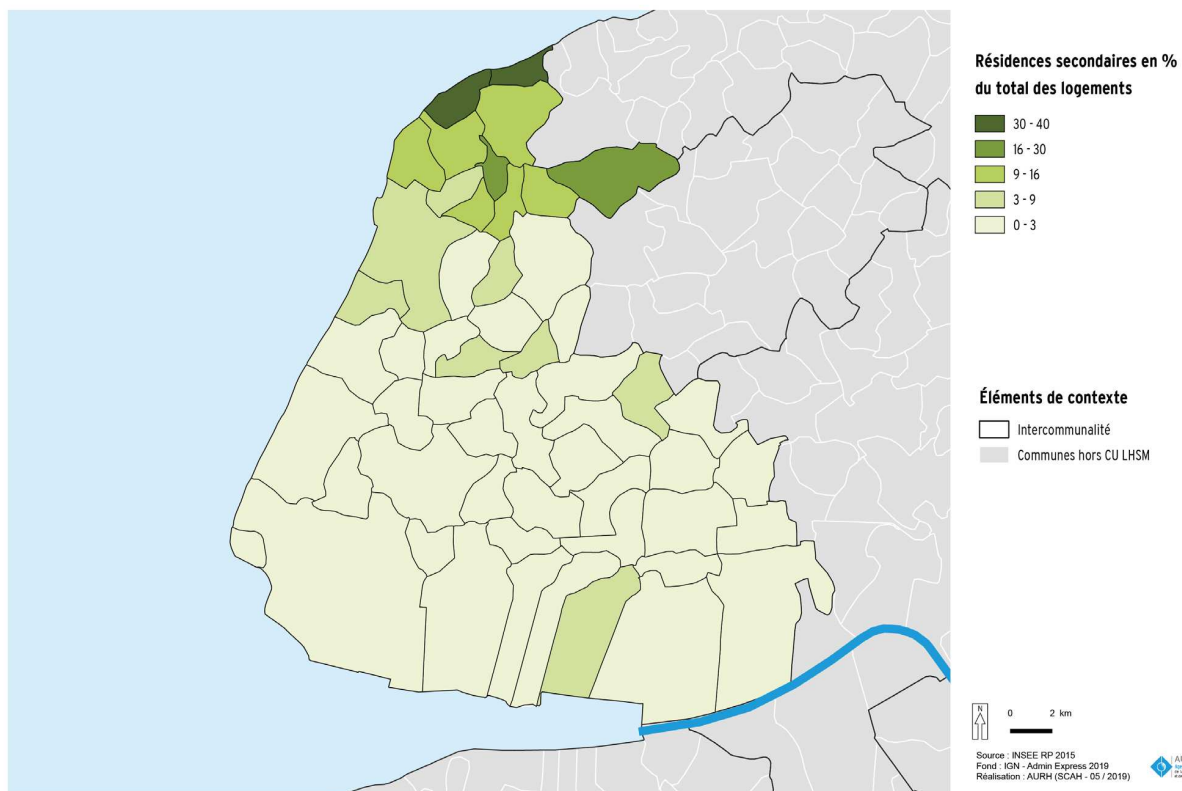 Résidences secondaires en %
du total des logements
30 - 40
16 - 30
9 - 16
3 - 9
0 - 3
Éléments de contexte
Intercommunalité
Communes hors CU LHSM
N
0 2 km
Source : INSEE RP 2015
Fond : IGN - Admin Express 2019
Réalisation : AURH (SCAH - 05 / 2019)